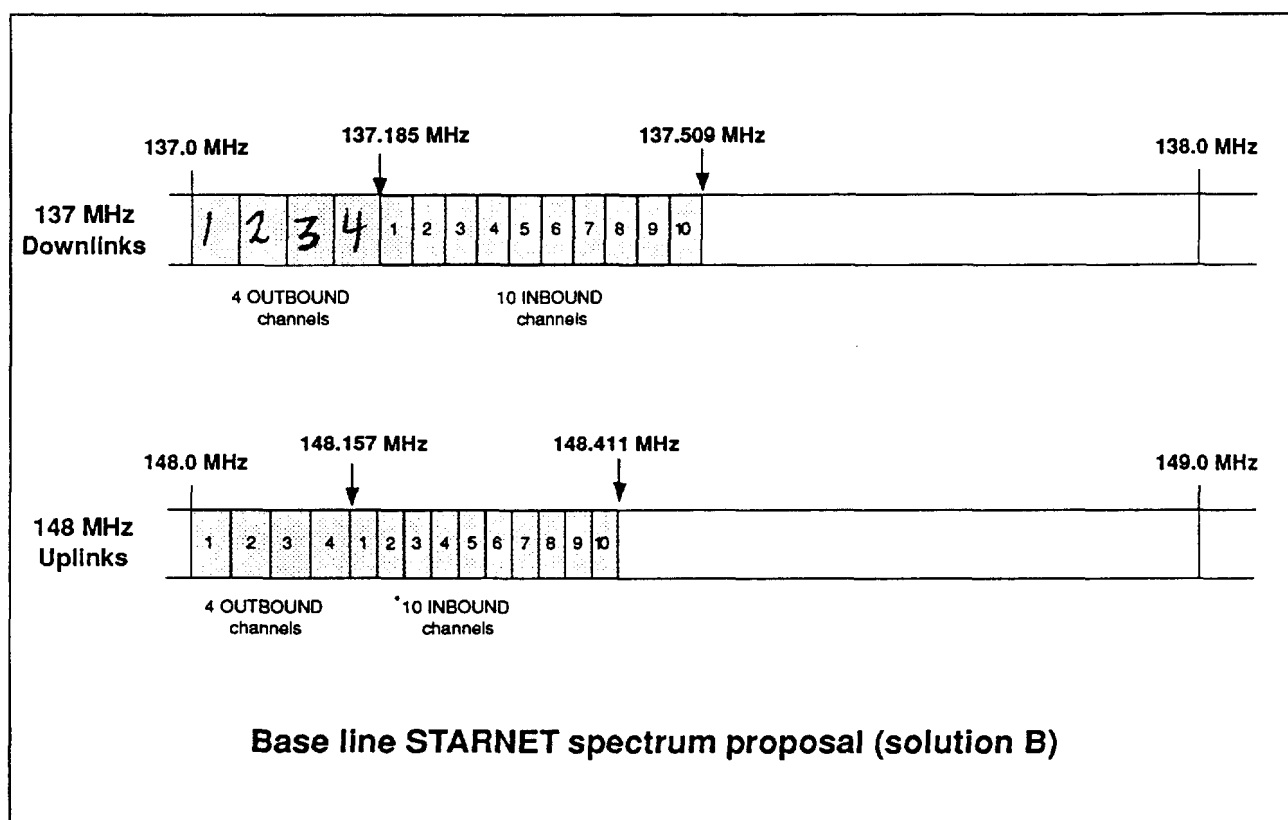 137.0 MHz 137.185 MHz 137.509 MHz 138.0 MHz
137 MHz
Downlinks
1 2 3 4 1 2 3 4 5 6 7 8 9 10
4 OUTBOUND
channels
10 INBOUND
channels
148.0 MHz 148.157 MHz 148.411 MHz 149.0 MHz
148 MHz
Uplinks
1 2 3 4 1 2 3 4 5 6 7 8 9 10
4 OUTBOUND
channels
10 INBOUND
channels
Base line STARNET spectrum proposal (solution B)